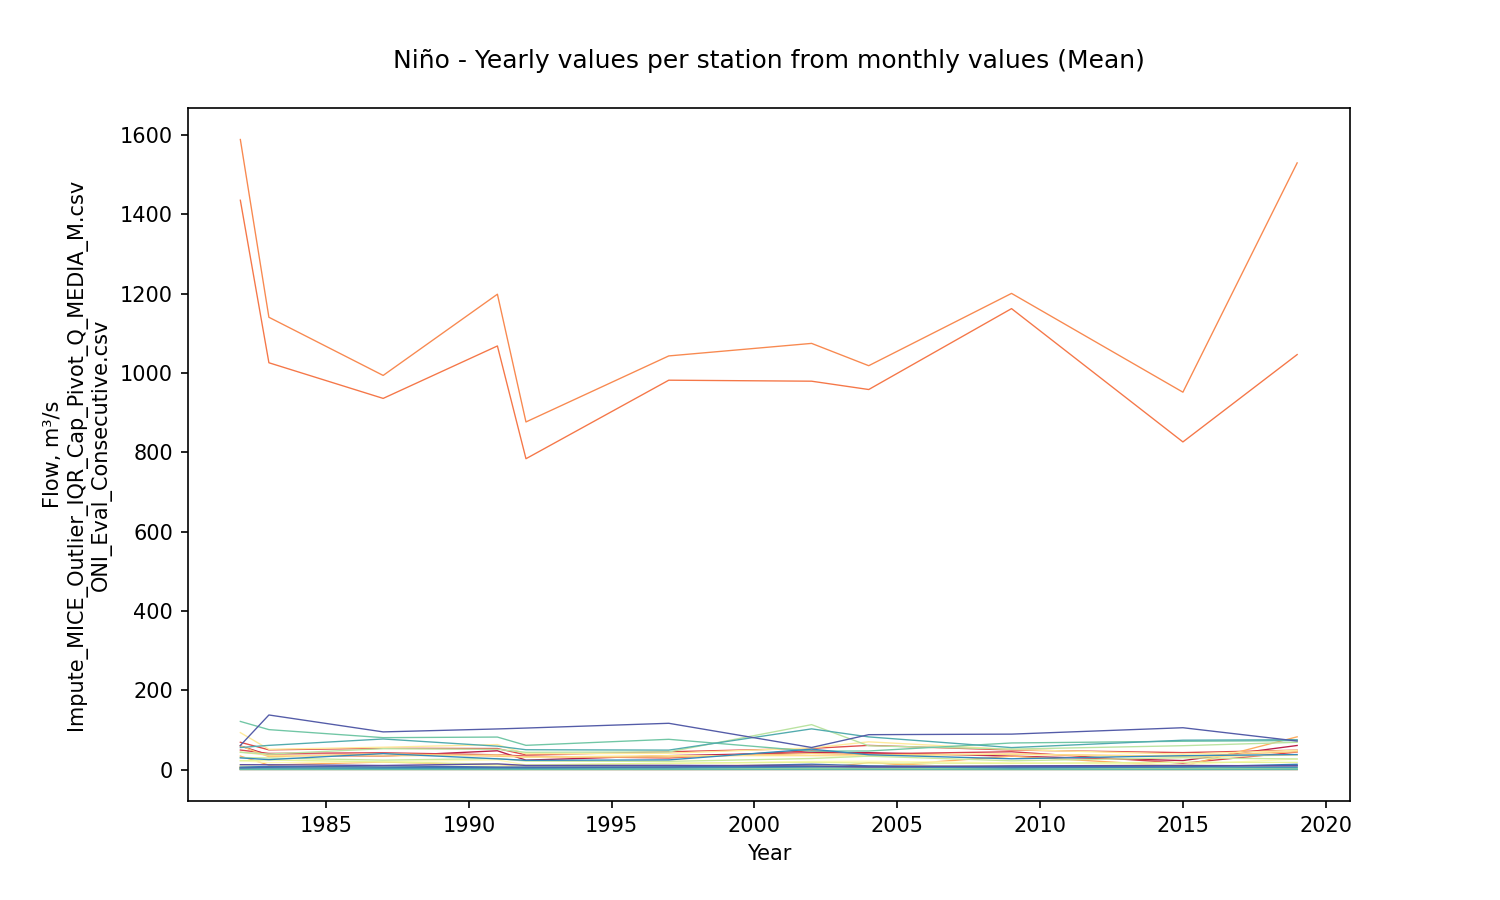 Niño - Yearly values per station from monthly values (Mean)
Flow, m³/s
Impute_MICE_Outlier_IQR_Cap_Pivot_Q_MEDIA_M.csv
ONI_Eval_Consecutive.csv
1600
1400
1200
1000
800
600
400
200
0
1985 1990 1995 2000 2005 2010 2015 2020
Year